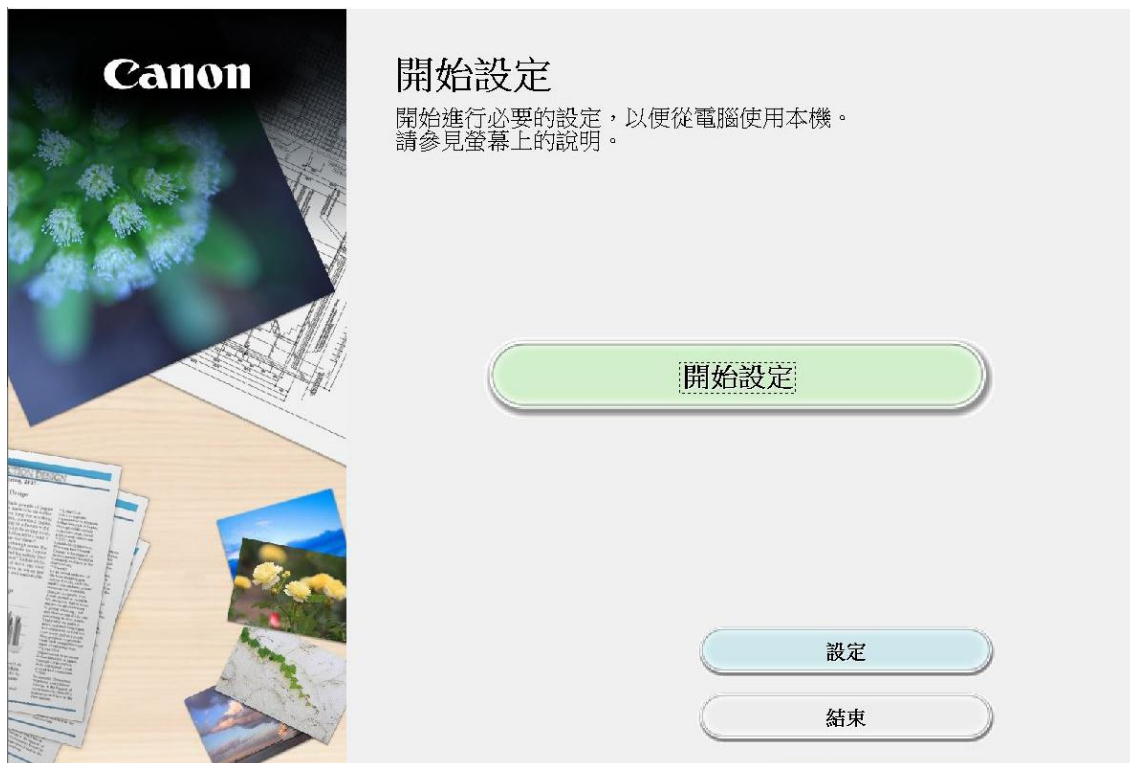 Canon
開始設定
開始進行必要的設定，以便從電腦使用本機。
請參見螢幕上的說明。
開始設定
設定
結束